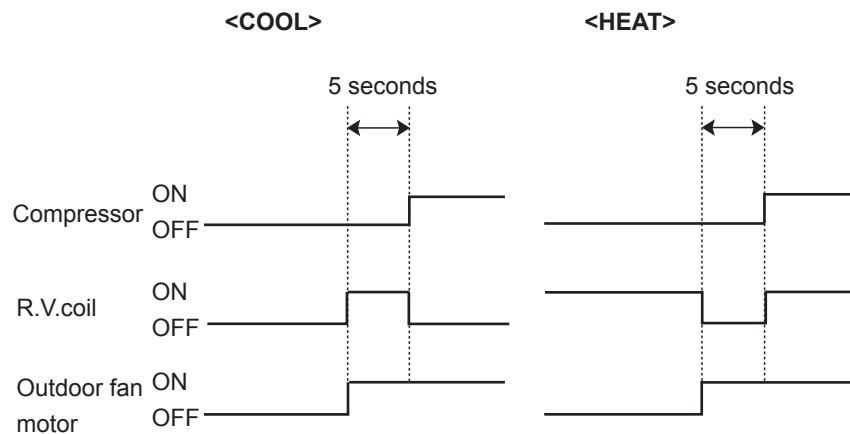 <COOL>
<HEAT>
5 seconds
5 seconds
Compressor
ON
OFF
R.V.coil
ON
OFF
Outdoor fan
motor
ON
OFF